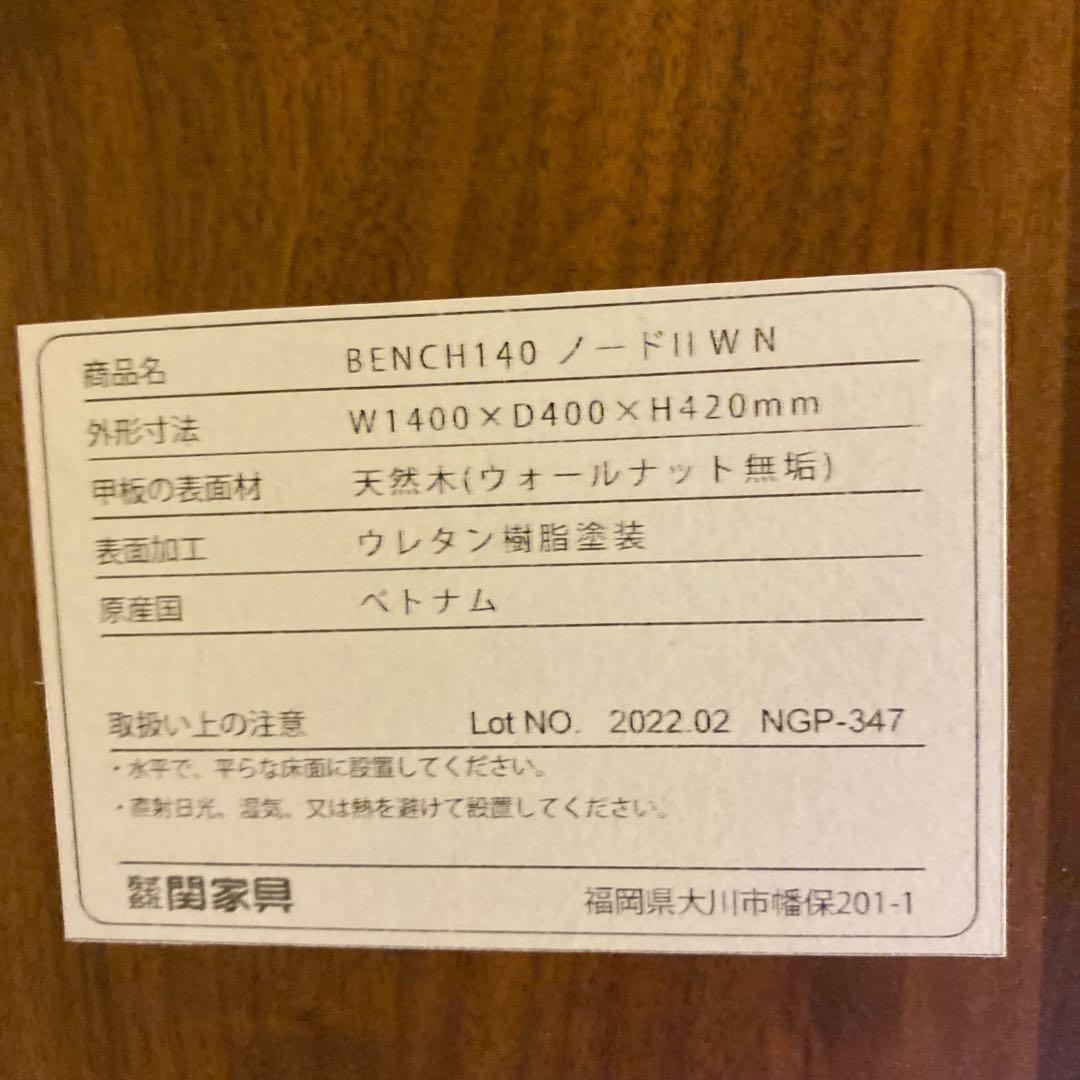 商品名 BENCH140 ノードII W N
外形寸法 W1400×D400×H420mm
甲板の表面材 天然木(ウォールナット無垢)
表面加工 ウレタン樹脂塗装
原産国 ベトナム
取扱い上の注意 Lot NO. 2022.02 NGP-347
・水平で、平らな床面に設置してください。
・直射日光、湿気、又は熱を避けて設置してください。
株式会社 関家具 福岡県大川市幡保201-1